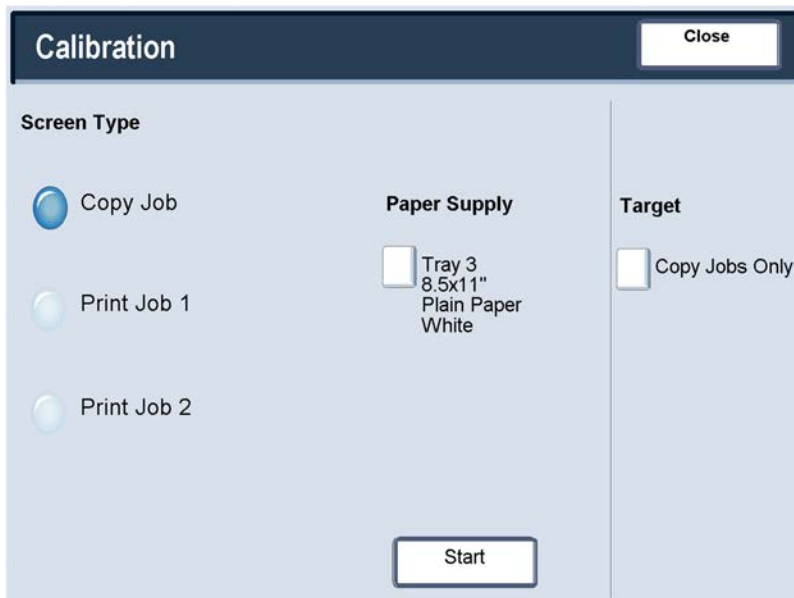 Calibration
Close
Screen Type
Copy Job
Print Job 1
Print Job 2
Paper Supply
Tray 3
8.5x11"
Plain Paper
White
Target
Copy Jobs Only
Start